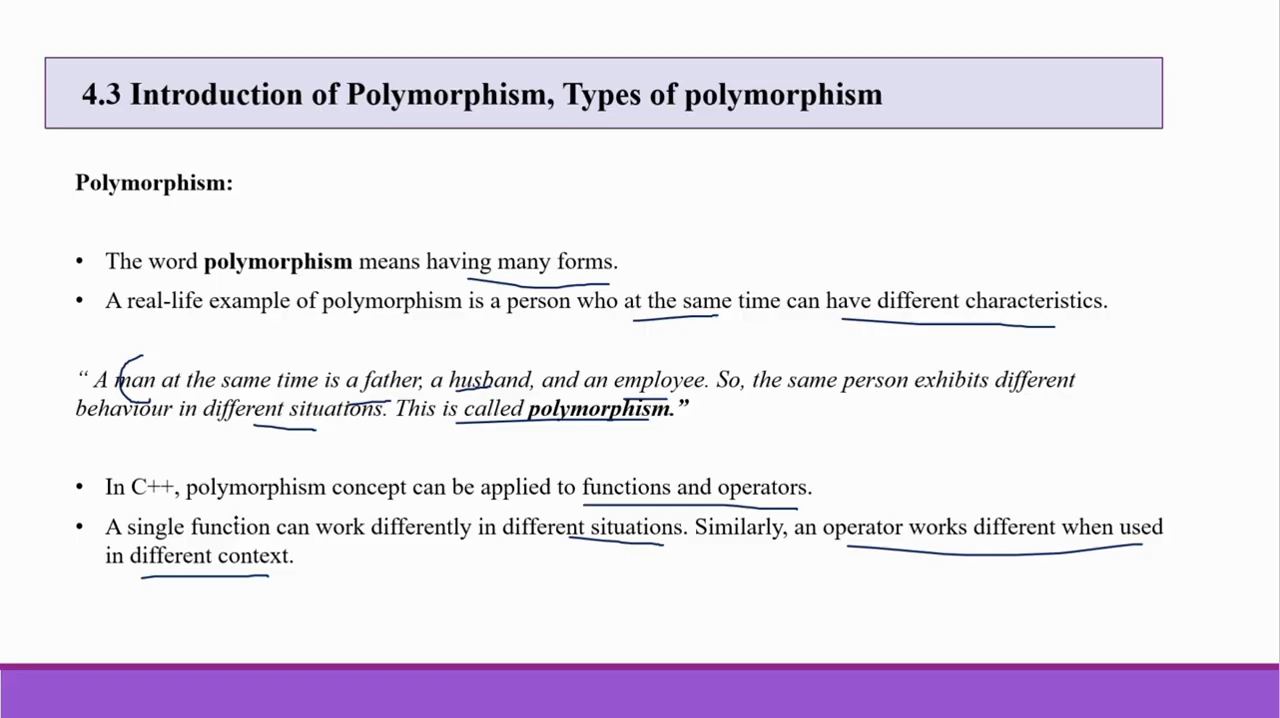 4.3 Introduction of Polymorphism, Types of polymorphism
Polymorphism:
• The word polymorphism means having many forms.
• A real-life example of polymorphism is a person who at the same time can have different characteristics.
“ A man at the same time is a father, a husband, and an employee. So, the same person exhibits different
behaviour in different situations. This is called polymorphism.”
• In C++, polymorphism concept can be applied to functions and operators.
• A single function can work differently in different situations. Similarly, an operator works different when used
in different context.